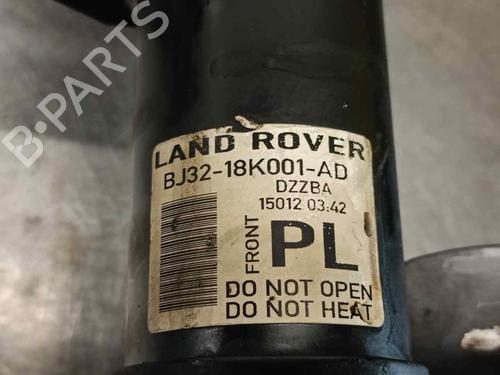 B-PARTS
LAND ROVER
BJ32-18K001-AD
DZZBA
15012 03:42
FRONT
PL
DO NOT OPEN
DO NOT HEAT